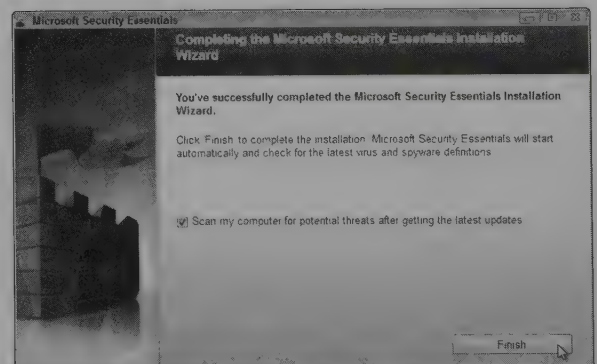 Microsoft Security Essentials
Completing the Microsoft Security Essentials Installation
Wizard
You've successfully completed the Microsoft Security Essentials Installation
Wizard.
Click 'Finish' to complete the installation. Microsoft Security Essentials will start
automatically and check for the latest virus and spyware definitions
Scan my computer for potential threats after getting the latest updates
Finish